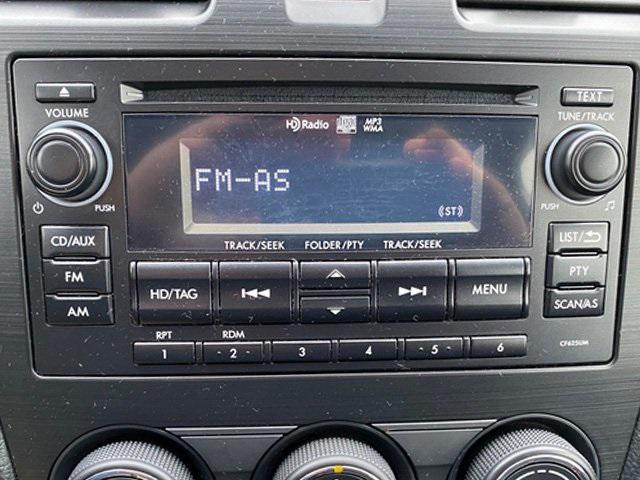 TEXT
VOLUME
TUNE/TRACK
HD Radio
MP3
WMA
FM-AS
(ST)
PUSH
PUSH
CD/AUX
FM
AM
TRACK/SEEK FOLDER/PTY TRACK/SEEK
HD/TAG
MENU
LIST/
PTY
SCAN/AS
RPT RDM
1 2 3 4 5 6
CF625UM